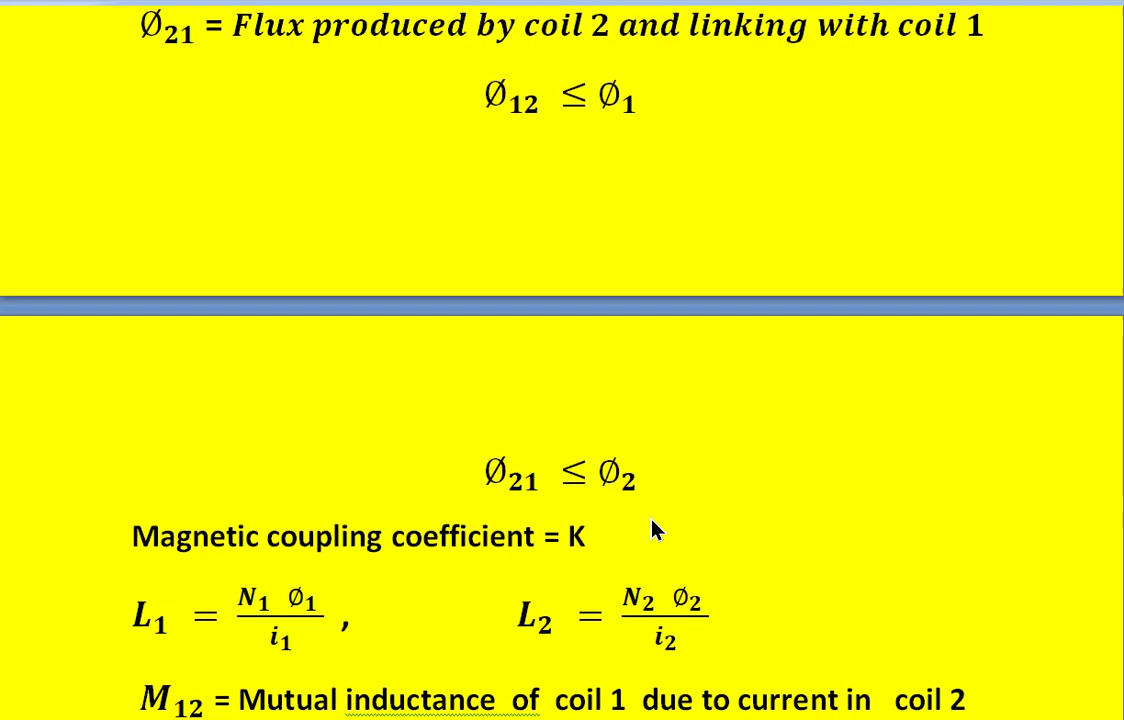 Ø₂₁ = Flux produced by coil 2 and linking with coil 1
Ø₁₂ ≤ Ø₁
Ø₂₁ ≤ Ø₂
Magnetic coupling coefficient = K
L₁ = N₁ Ø₁ / i₁ , L₂ = N₂ Ø₂ / i₂
M₁₂ = Mutual inductance of coil 1 due to current in coil 2